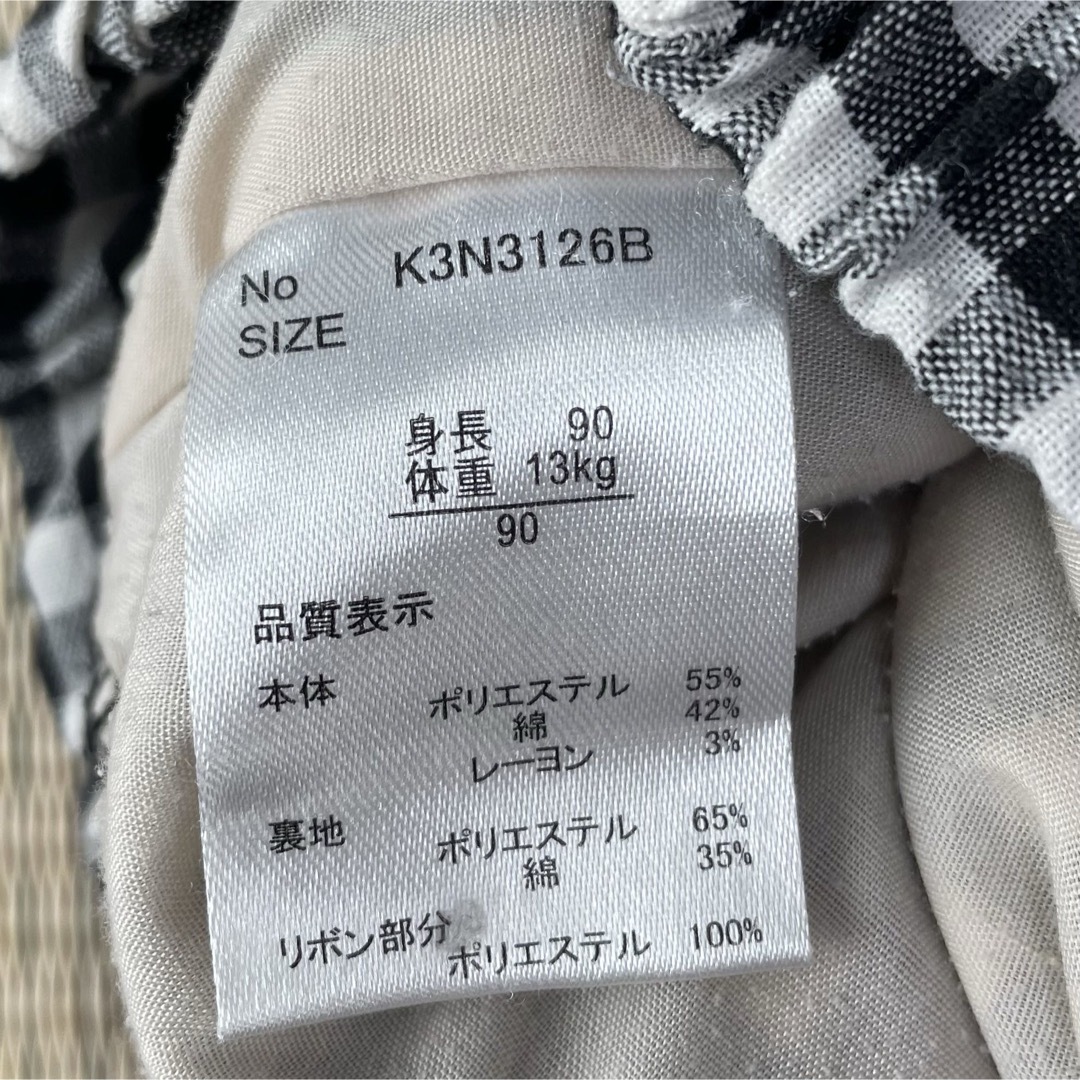 No K3N3126B
SIZE
身長 90
体重 13kg
90
品質表示
本体 ポリエステル 55%
綿 42%
レーヨン 3%
裏地 ポリエステル 65%
綿 35%
リボン部分 ポリエステル 100%